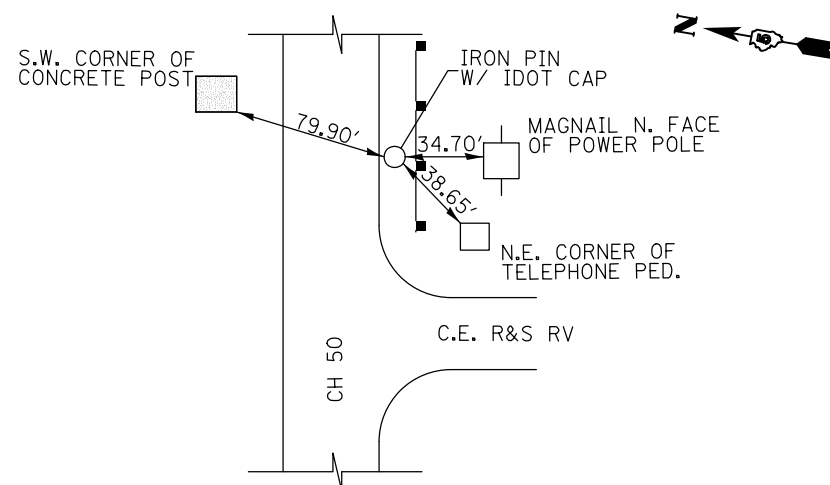 S.W. CORNER OF
CONCRETE POST
IRON PIN
W/ IDOT CAP
N
79.90'
34.70'
MAGNAIL N. FACE
OF POWER POLE
38.65'
N.E. CORNER OF
TELEPHONE PED.
C.E. R&S RV
CH 50